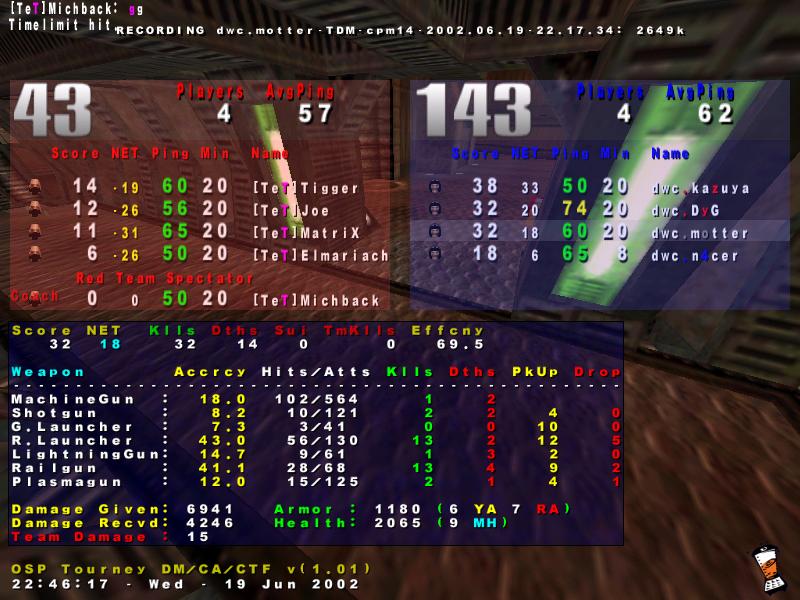 [TeT]Michback: gg
Timelimit hit.
RECORDING dwc.motter-TDM-cpm14-2002.06.19-22.17.34: 2649k
43 Players AvgPing
4 57
Score NET Ping Min Name
14 -19 60 20 [TeT]Tigger
12 -26 56 20 [TeT]Joe
11 -31 65 20 [TeT]MatriX
6 -26 50 20 [TeT]Elmariach
Red Team Spectator
Coach 0 0 50 20 [TeT]Michback
143 Players AvgPing
4 62
Score NET Ping Min Name
38 33 50 20 dwc.kazuya
32 20 74 20 dwc.DyG
32 18 60 20 dwc.motter
18 6 65 8 dwc.n4cer
Score NET Klls Dths Sui TmKlls Effcny
32 18 32 14 0 0 69.5
Weapon Accrcy Hits/Atts Klls Dths PkUp Drop
MachineGun : 18.0 102/564 1 2
Shotgun : 8.2 10/121 2 2 4 0
G.Launcher : 7.3 3/41 0 0 10 0
R.Launcher : 43.0 56/130 13 2 12 5
LightningGun: 14.7 9/61 1 3 2 0
Railgun : 41.1 28/68 13 4 9 2
Plasmagun : 12.0 15/125 2 1 4 1
Damage Given: 6941 Armor : 1180 (6 YA 7 RA)
Damage Recvd: 4246 Health: 2065 (9 MH)
Team Damage : 15
OSP Tourney DM/CA/CTF v(1.01)
22:46:17 - Wed - 19 Jun 2002